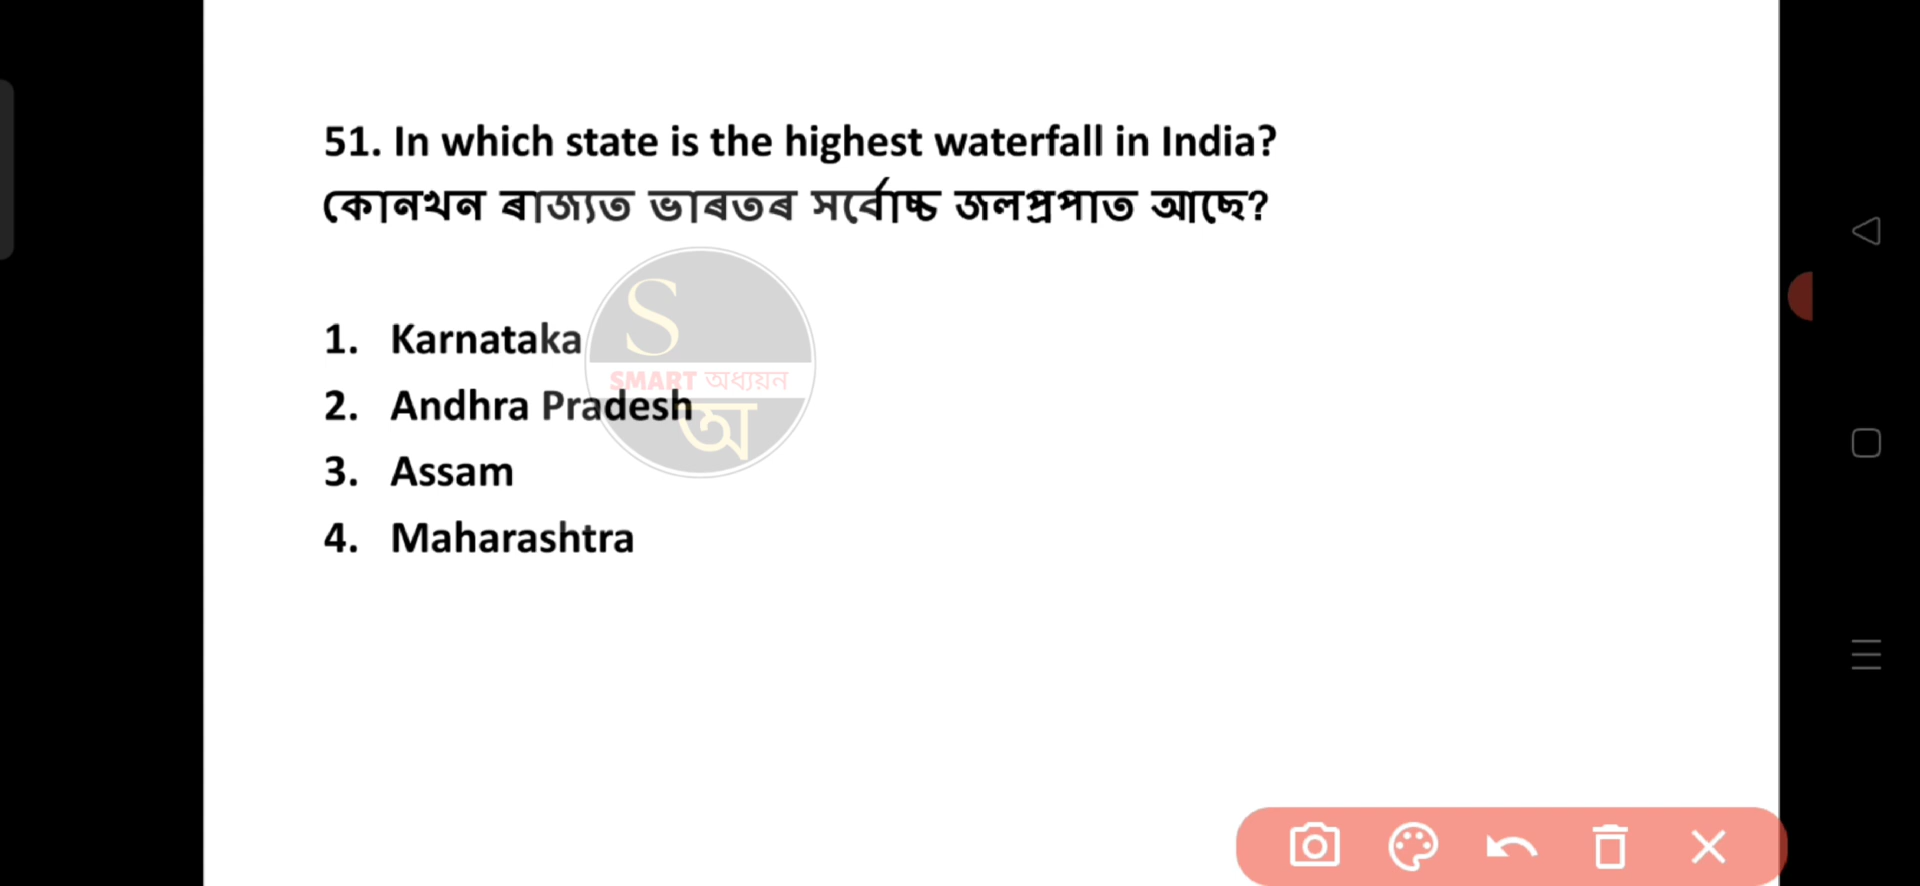 51. In which state is the highest waterfall in India?
কোনখন ৰাজ্যত ভাৰতৰ সৰ্বোচ্চ জলপ্ৰপাত আছে?
S
1. Karnataka
SMART অধ্যয়ন
2. Andhra Pradesh
অ
3. Assam
4. Maharashtra